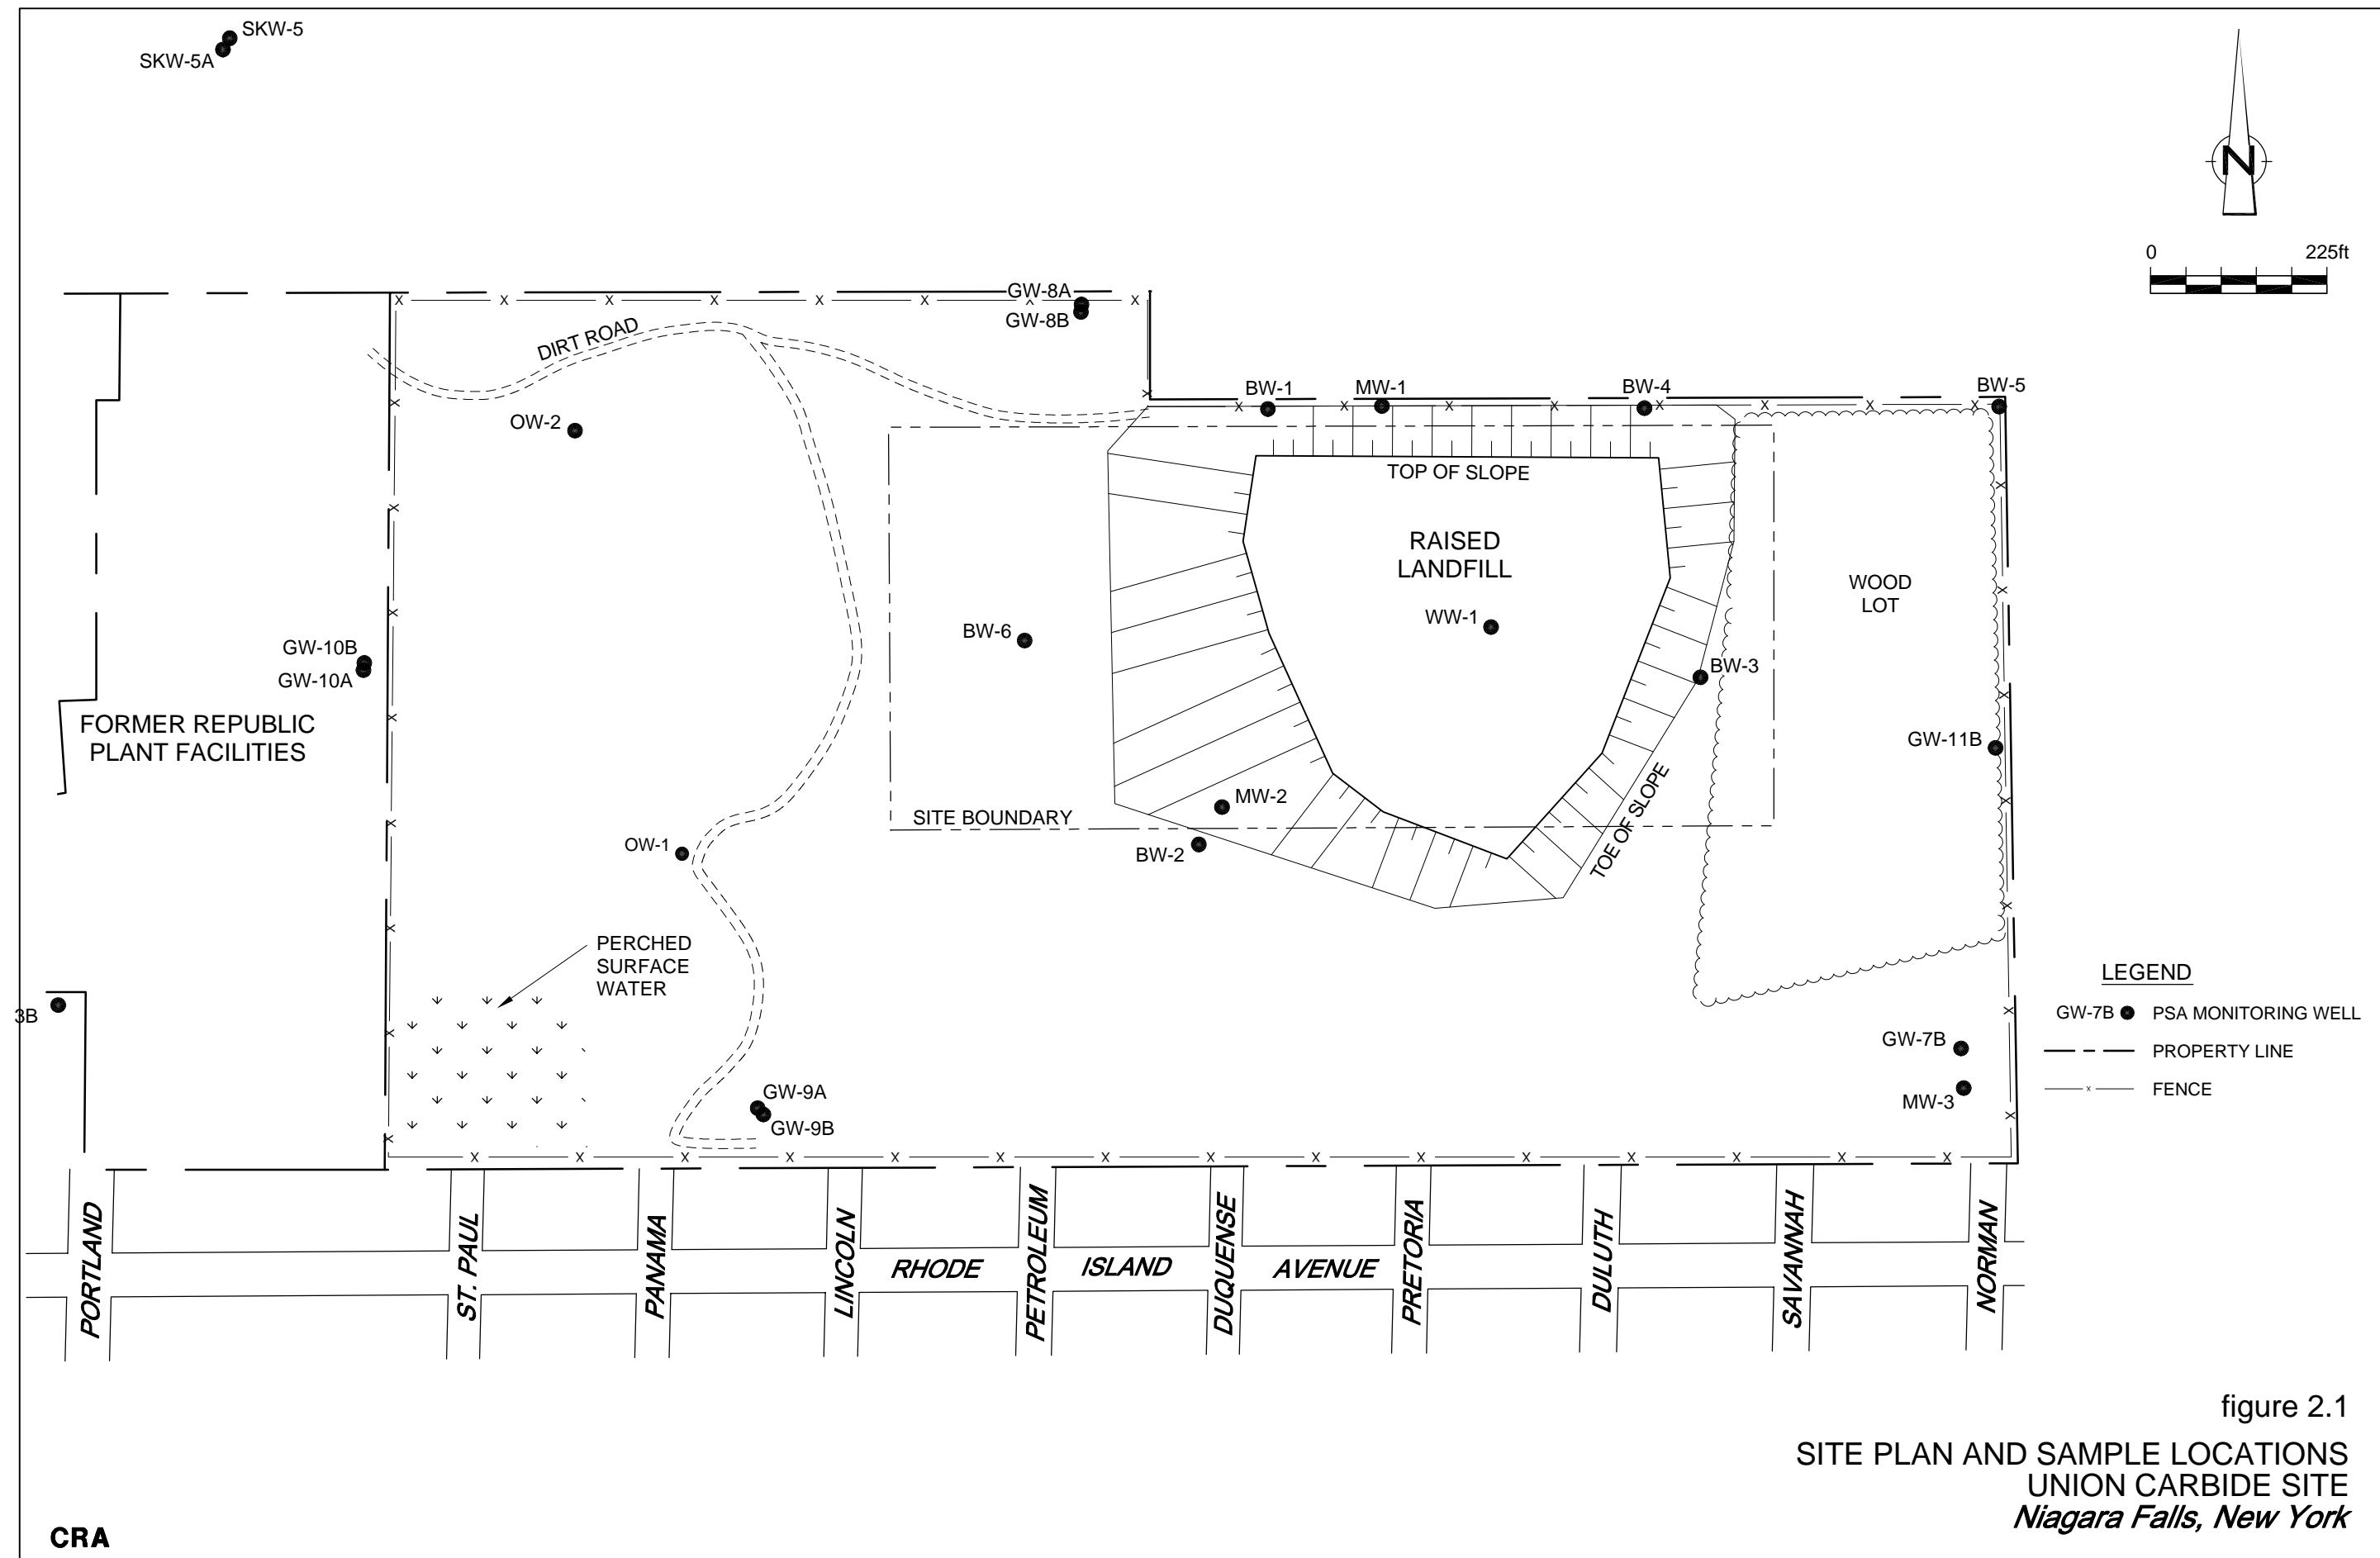 SKW-5
SKW-5A
N
0 225ft
GW-8A
GW-8B
DIRT ROAD
BW-1
MW-1
BW-4
BW-5
OW-2
TOP OF SLOPE
RAISED
LANDFILL
WOOD
LOT
WW-1
BW-6
GW-10B
GW-10A
BW-3
FORMER REPUBLIC
PLANT FACILITIES
GW-11B
MW-2
SITE BOUNDARY
TOE OF SLOPE
OW-1
BW-2
PERCHED
SURFACE
WATER
3B
LEGEND
GW-7B PSA MONITORING WELL
PROPERTY LINE
x FENCE
GW-7B
MW-3
GW-9A
GW-9B
PORTLAND
ST. PAUL
PANAMA
LINCOLN
PETROLEUM
DUQUENSE
PRETORIA
DULUTH
SAVANNAH
NORMAN
RHODE ISLAND AVENUE
figure 2.1
SITE PLAN AND SAMPLE LOCATIONS
UNION CARBIDE SITE
Niagara Falls, New York
CRA